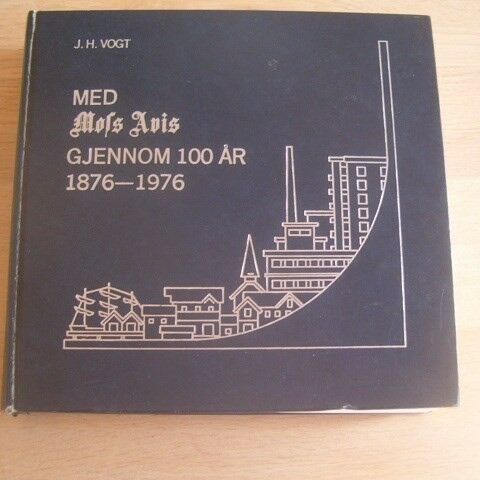 J. H. VOGT
MED
Moſs Avis
GJENNOM 100 ÅR
1876—1976